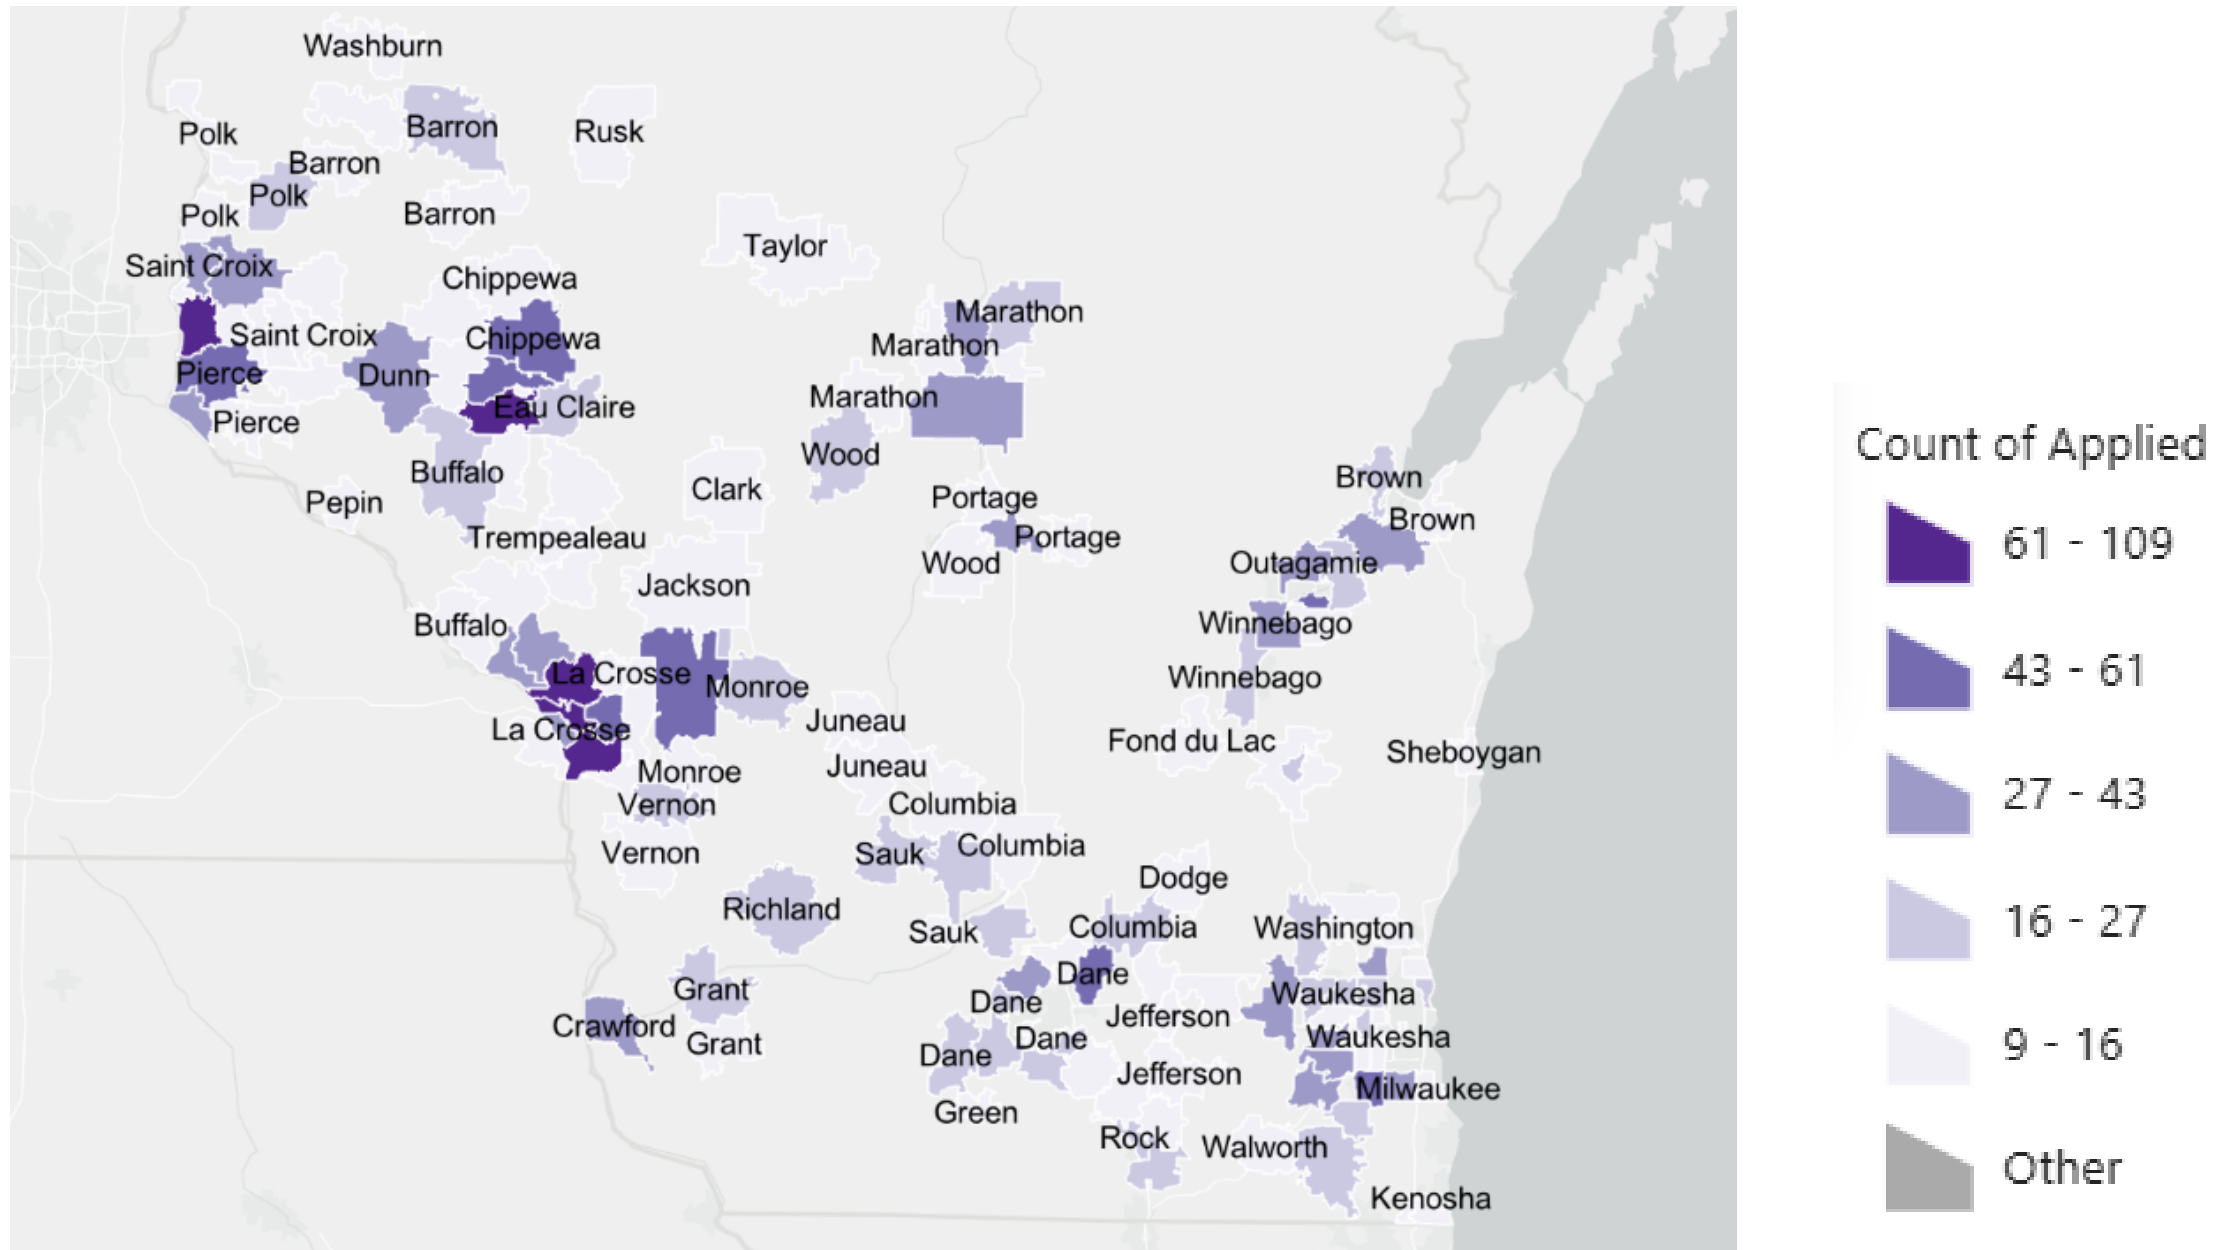 Washburn
Barron
Rusk
Polk
Barron
Polk
Polk
Barron
Taylor
Saint Croix
Chippewa
Marathon
Saint Croix
Chippewa
Marathon
Pierce
Dunn
Marathon
Eau Claire
Pierce
Wood
Buffalo
Brown
Clark
Portage
Pepin
Brown
Trempealeau
Portage
Outagamie
Wood
Jackson
Buffalo
Winnebago
La Crosse
Winnebago
Monroe
Juneau
La Crosse
Fond du Lac
Sheboygan
Juneau
Monroe
Columbia
Vernon
Columbia
Vernon
Sauk
Dodge
Richland
Columbia
Washington
Sauk
Dane
Grant
Waukesha
Dane
Jefferson
Crawford
Waukesha
Dane
Grant
Dane
Jefferson
Milwaukee
Green
Rock
Walworth
Kenosha
Count of Applied
61 - 109
43 - 61
27 - 43
16 - 27
9 - 16
Other